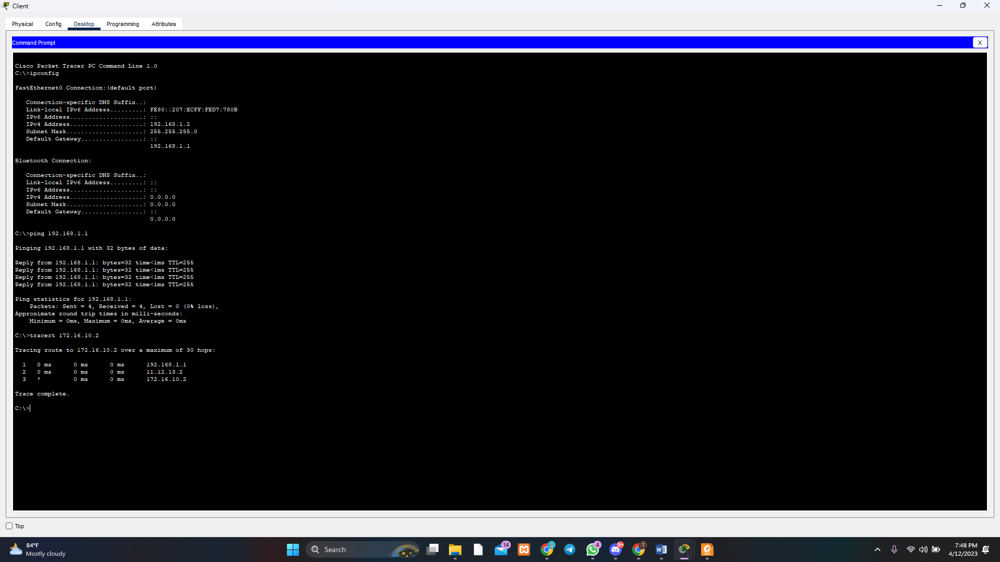 Client
Physical Config Desktop Programming Attributes
Command Prompt
X
Cisco Packet Tracer PC Command Line 1.0
C:\>ipconfig
FastEthernet0 Connection:(default port)
Connection-specific DNS Suffix..:
Link-local IPv6 Address.........: FE80::207:ECFF:FED7:780B
IPv6 Address....................: ::
IPv4 Address....................: 192.168.1.2
Subnet Mask.....................: 255.255.255.0
Default Gateway.................: ::
192.168.1.1
Bluetooth Connection:
Connection-specific DNS Suffix..:
Link-local IPv6 Address.........: ::
IPv6 Address....................: ::
IPv4 Address....................: 0.0.0.0
Subnet Mask.....................: 0.0.0.0
Default Gateway.................: ::
0.0.0.0
C:\>ping 192.168.1.1
Pinging 192.168.1.1 with 32 bytes of data:
Reply from 192.168.1.1: bytes=32 time<1ms TTL=255
Reply from 192.168.1.1: bytes=32 time<1ms TTL=255
Reply from 192.168.1.1: bytes=32 time<1ms TTL=255
Reply from 192.168.1.1: bytes=32 time<1ms TTL=255
Ping statistics for 192.168.1.1:
Packets: Sent = 4, Received = 4, Lost = 0 (0% loss),
Approximate round trip times in milli-seconds:
Minimum = 0ms, Maximum = 0ms, Average = 0ms
C:\>tracert 172.16.10.2
Tracing route to 172.16.10.2 over a maximum of 30 hops:
1 0 ms 0 ms 0 ms 192.168.1.1
2 0 ms 0 ms 0 ms 11.12.13.2
3 * 0 ms 0 ms 172.16.10.2
Trace complete.
C:\>
Top
84°F
Mostly cloudy
Search
14
4
9+
T
7:48 PM
4/12/2023